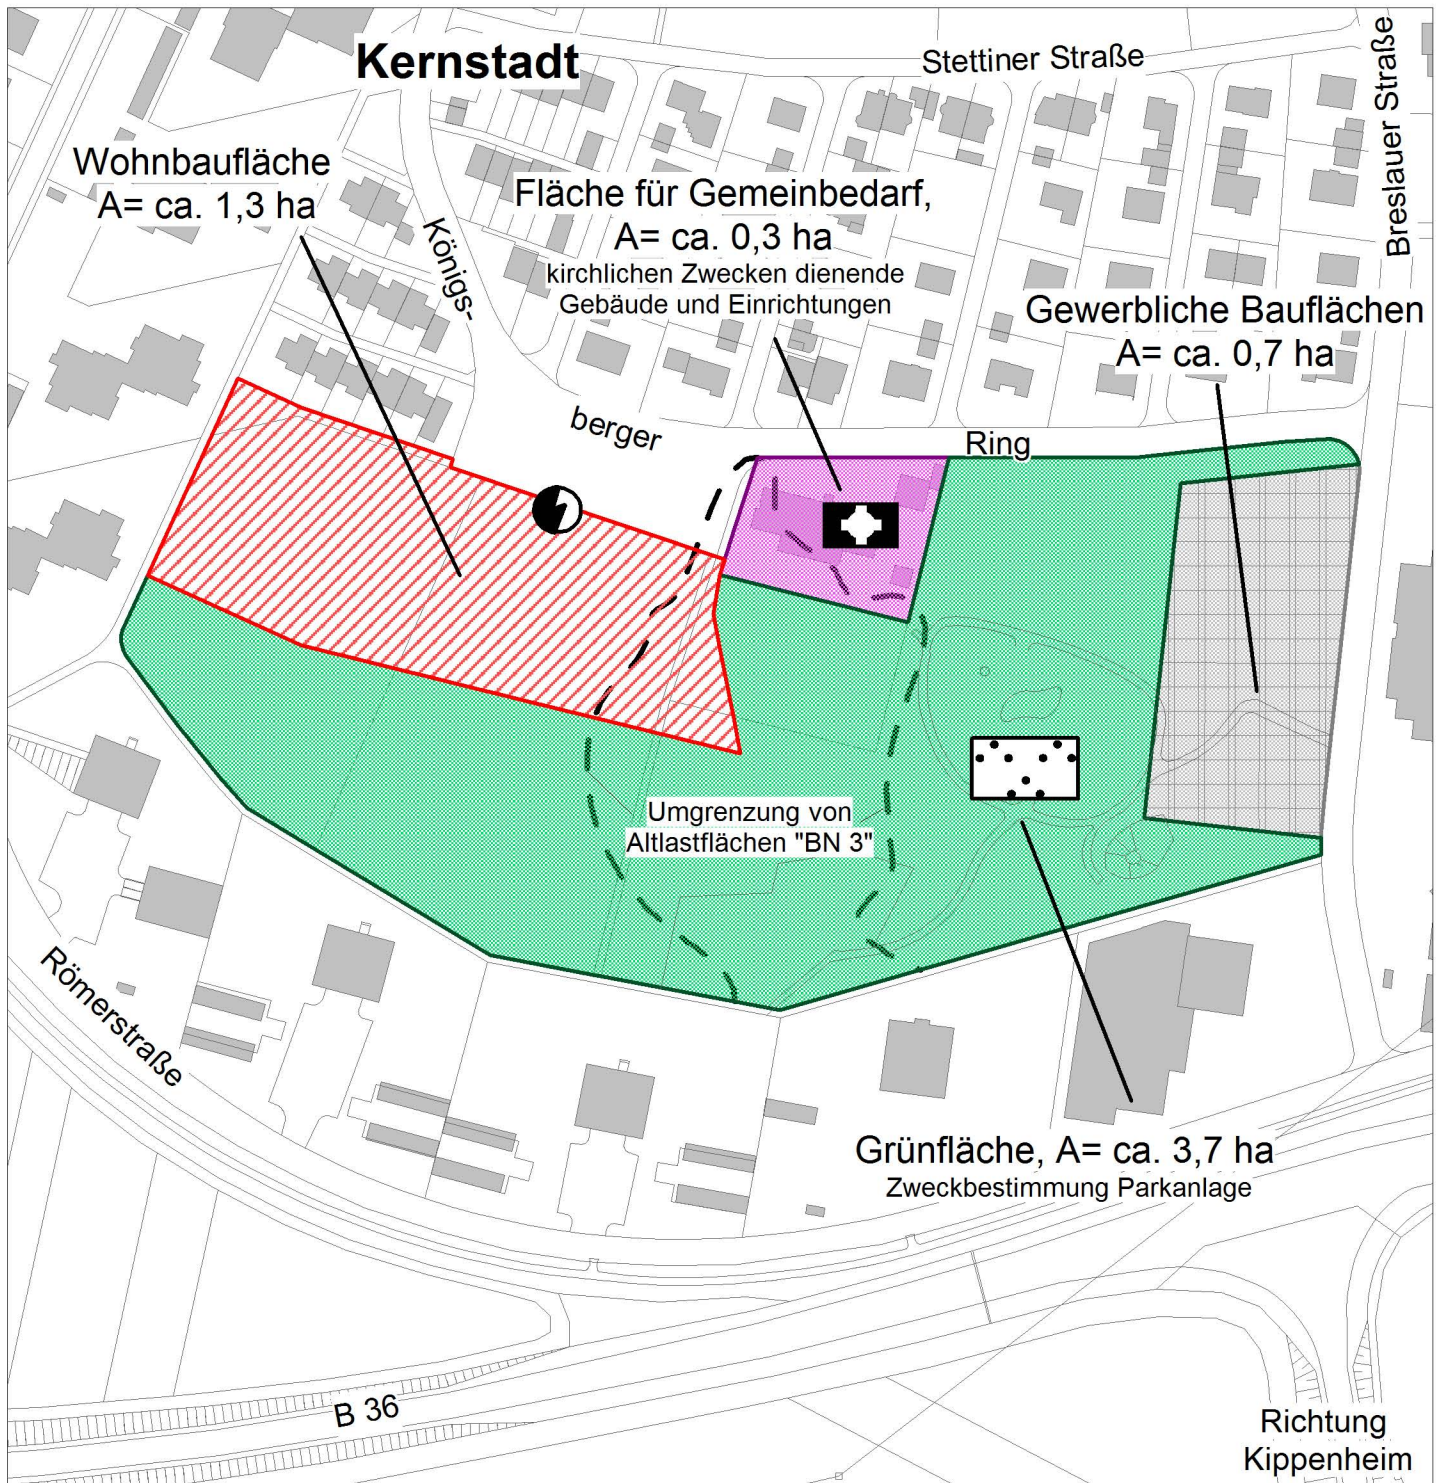 Kernstadt
Stettiner Straße
Breslauer Straße
Wohnbaufläche
A= ca. 1,3 ha
Fläche für Gemeinbedarf,
A= ca. 0,3 ha
kirchlichen Zwecken dienende
Gebäude und Einrichtungen
Königs-
berger
Ring
Gewerbliche Bauflächen
A= ca. 0,7 ha
Umgrenzung von
Altlastflächen "BN 3"
Römerstraße
Grünfläche, A= ca. 3,7 ha
Zweckbestimmung Parkanlage
B 36
Richtung
Kippenheim